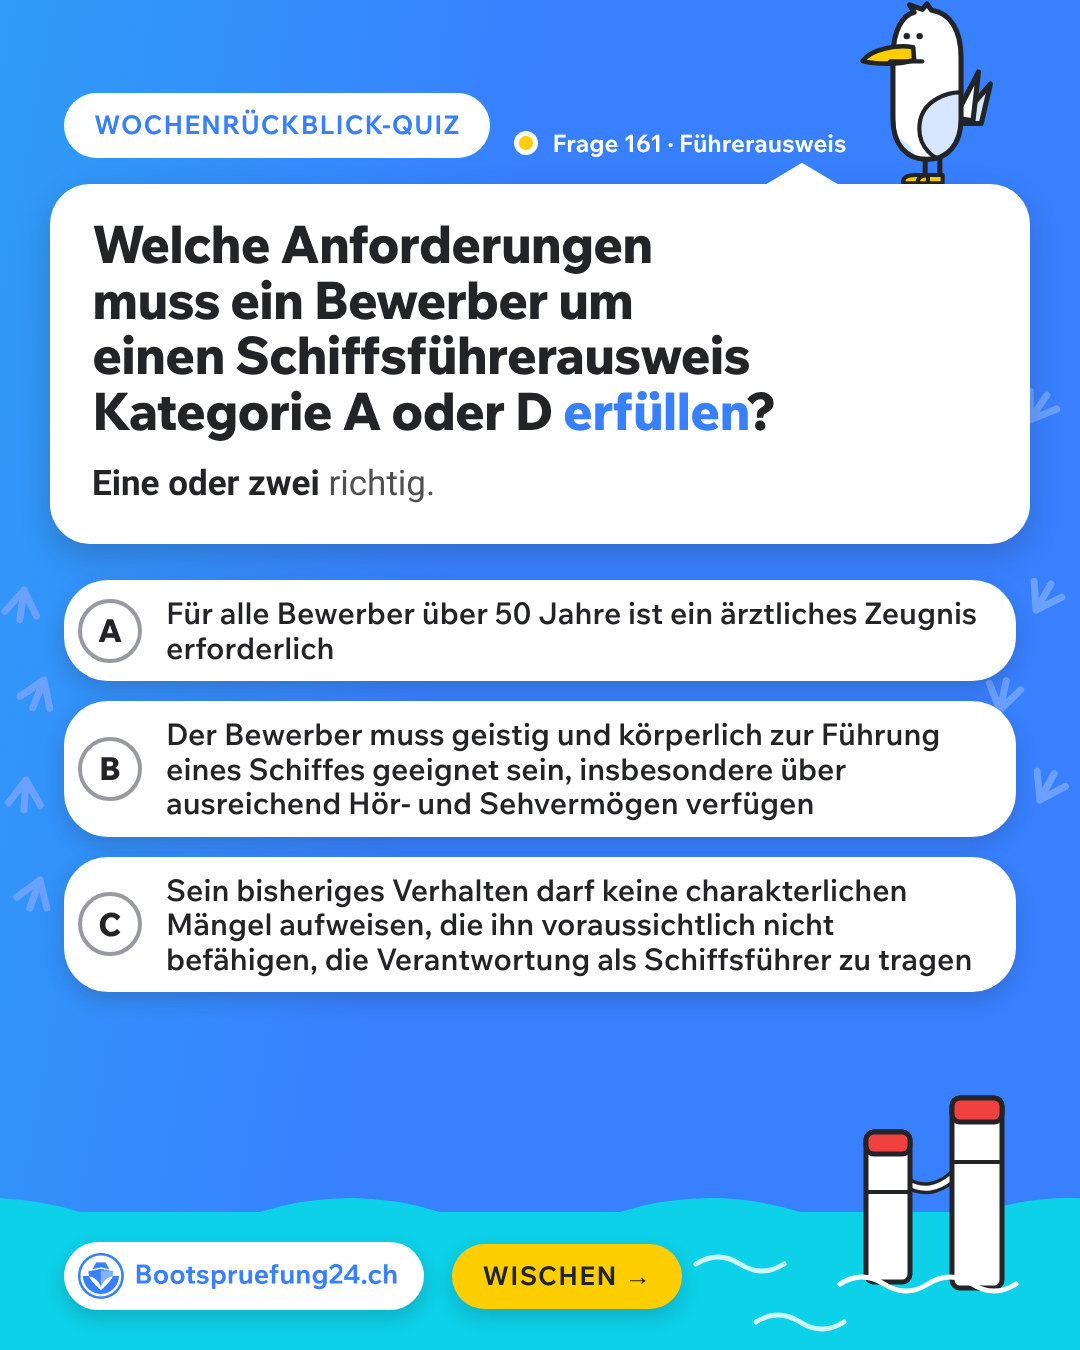 WOCHENRÜCKBLICK-QUIZ
Frage 161 · Führerausweis
Welche Anforderungen
muss ein Bewerber um
einen Schiffsführerausweis
Kategorie A oder D erfüllen?
Eine oder zwei richtig.
A
Für alle Bewerber über 50 Jahre ist ein ärztliches Zeugnis
erforderlich
B
Der Bewerber muss geistig und körperlich zur Führung
eines Schiffes geeignet sein, insbesondere über
ausreichend Hör- und Sehvermögen verfügen
C
Sein bisheriges Verhalten darf keine charakterlichen
Mängel aufweisen, die ihn voraussichtlich nicht
befähigen, die Verantwortung als Schiffsführer zu tragen
Bootspruefung24.ch
WISCHEN →